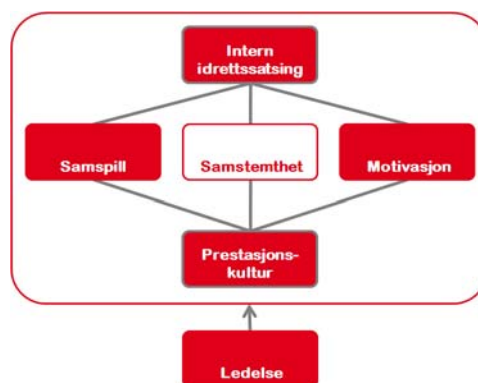 Intern
idrettssatsing
Samspill
Samstemthet
Motivasjon
Prestasjons-
kultur
Ledelse